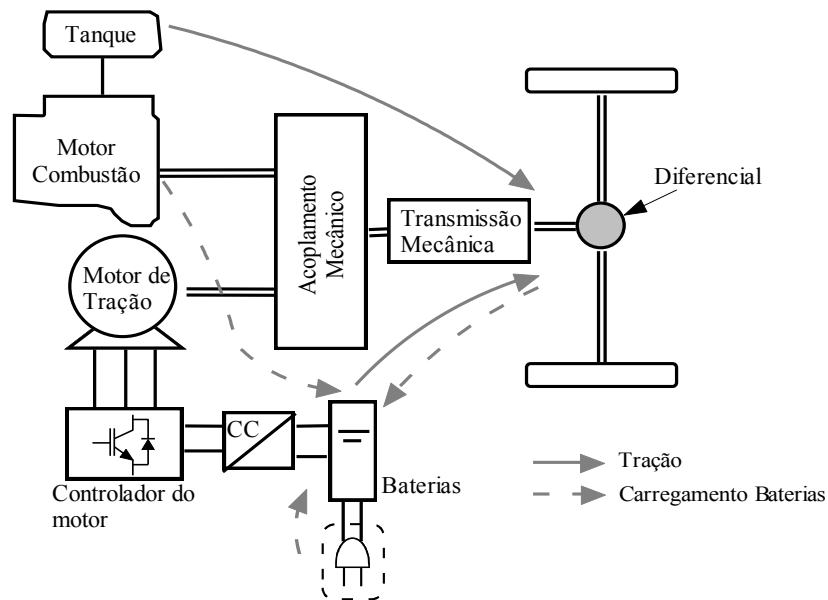 Tanque
Motor
Combustão
Diferencial
Acoplamento
Mecânico
Transmissão
Mecânica
Motor de
Tração
CC
Controlador do
motor
Baterias
Tração
Carregamento Baterias